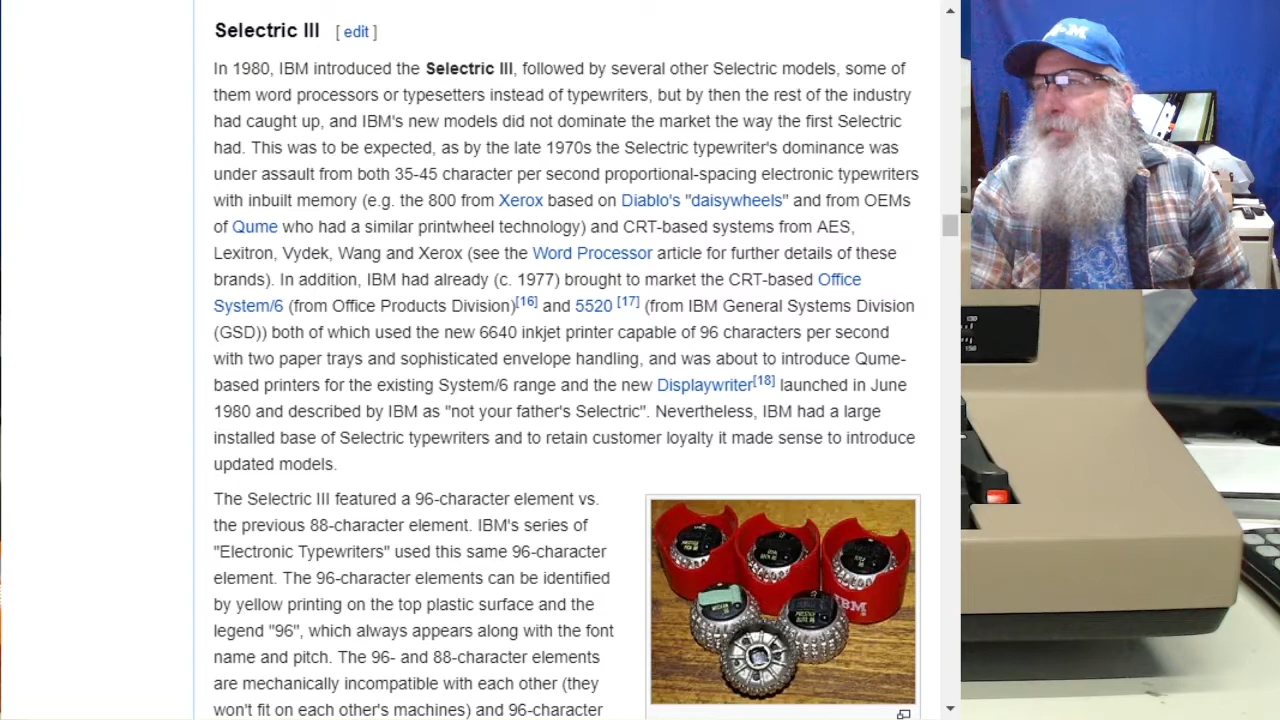 Selectric III [ edit ]
In 1980, IBM introduced the Selectric III, followed by several other Selectric models, some of
them word processors or typesetters instead of typewriters, but by then the rest of the industry
had caught up, and IBM's new models did not dominate the market the way the first Selectric
had. This was to be expected, as by the late 1970s the Selectric typewriter's dominance was
under assault from both 35-45 character per second proportional-spacing electronic typewriters
with inbuilt memory (e.g. the 800 from Xerox based on Diablo's "daisywheels" and from OEMs
of Qume who had a similar printwheel technology) and CRT-based systems from AES,
Lexitron, Vydek, Wang and Xerox (see the Word Processor article for further details of these
brands). In addition, IBM had already (c. 1977) brought to market the CRT-based Office
System/6 (from Office Products Division)[16] and 5520 [17] (from IBM General Systems Division
(GSD)) both of which used the new 6640 inkjet printer capable of 96 characters per second
with two paper trays and sophisticated envelope handling, and was about to introduce Qume-
based printers for the existing System/6 range and the new Displaywriter[18] launched in June
1980 and described by IBM as "not your father's Selectric". Nevertheless, IBM had a large
installed base of Selectric typewriters and to retain customer loyalty it made sense to introduce
updated models.
The Selectric III featured a 96-character element vs.
the previous 88-character element. IBM's series of
"Electronic Typewriters" used this same 96-character
element. The 96-character elements can be identified
by yellow printing on the top plastic surface and the
legend "96", which always appears along with the font
name and pitch. The 96- and 88-character elements
are mechanically incompatible with each other (they
won't fit on each other's machines) and 96-character
IBM